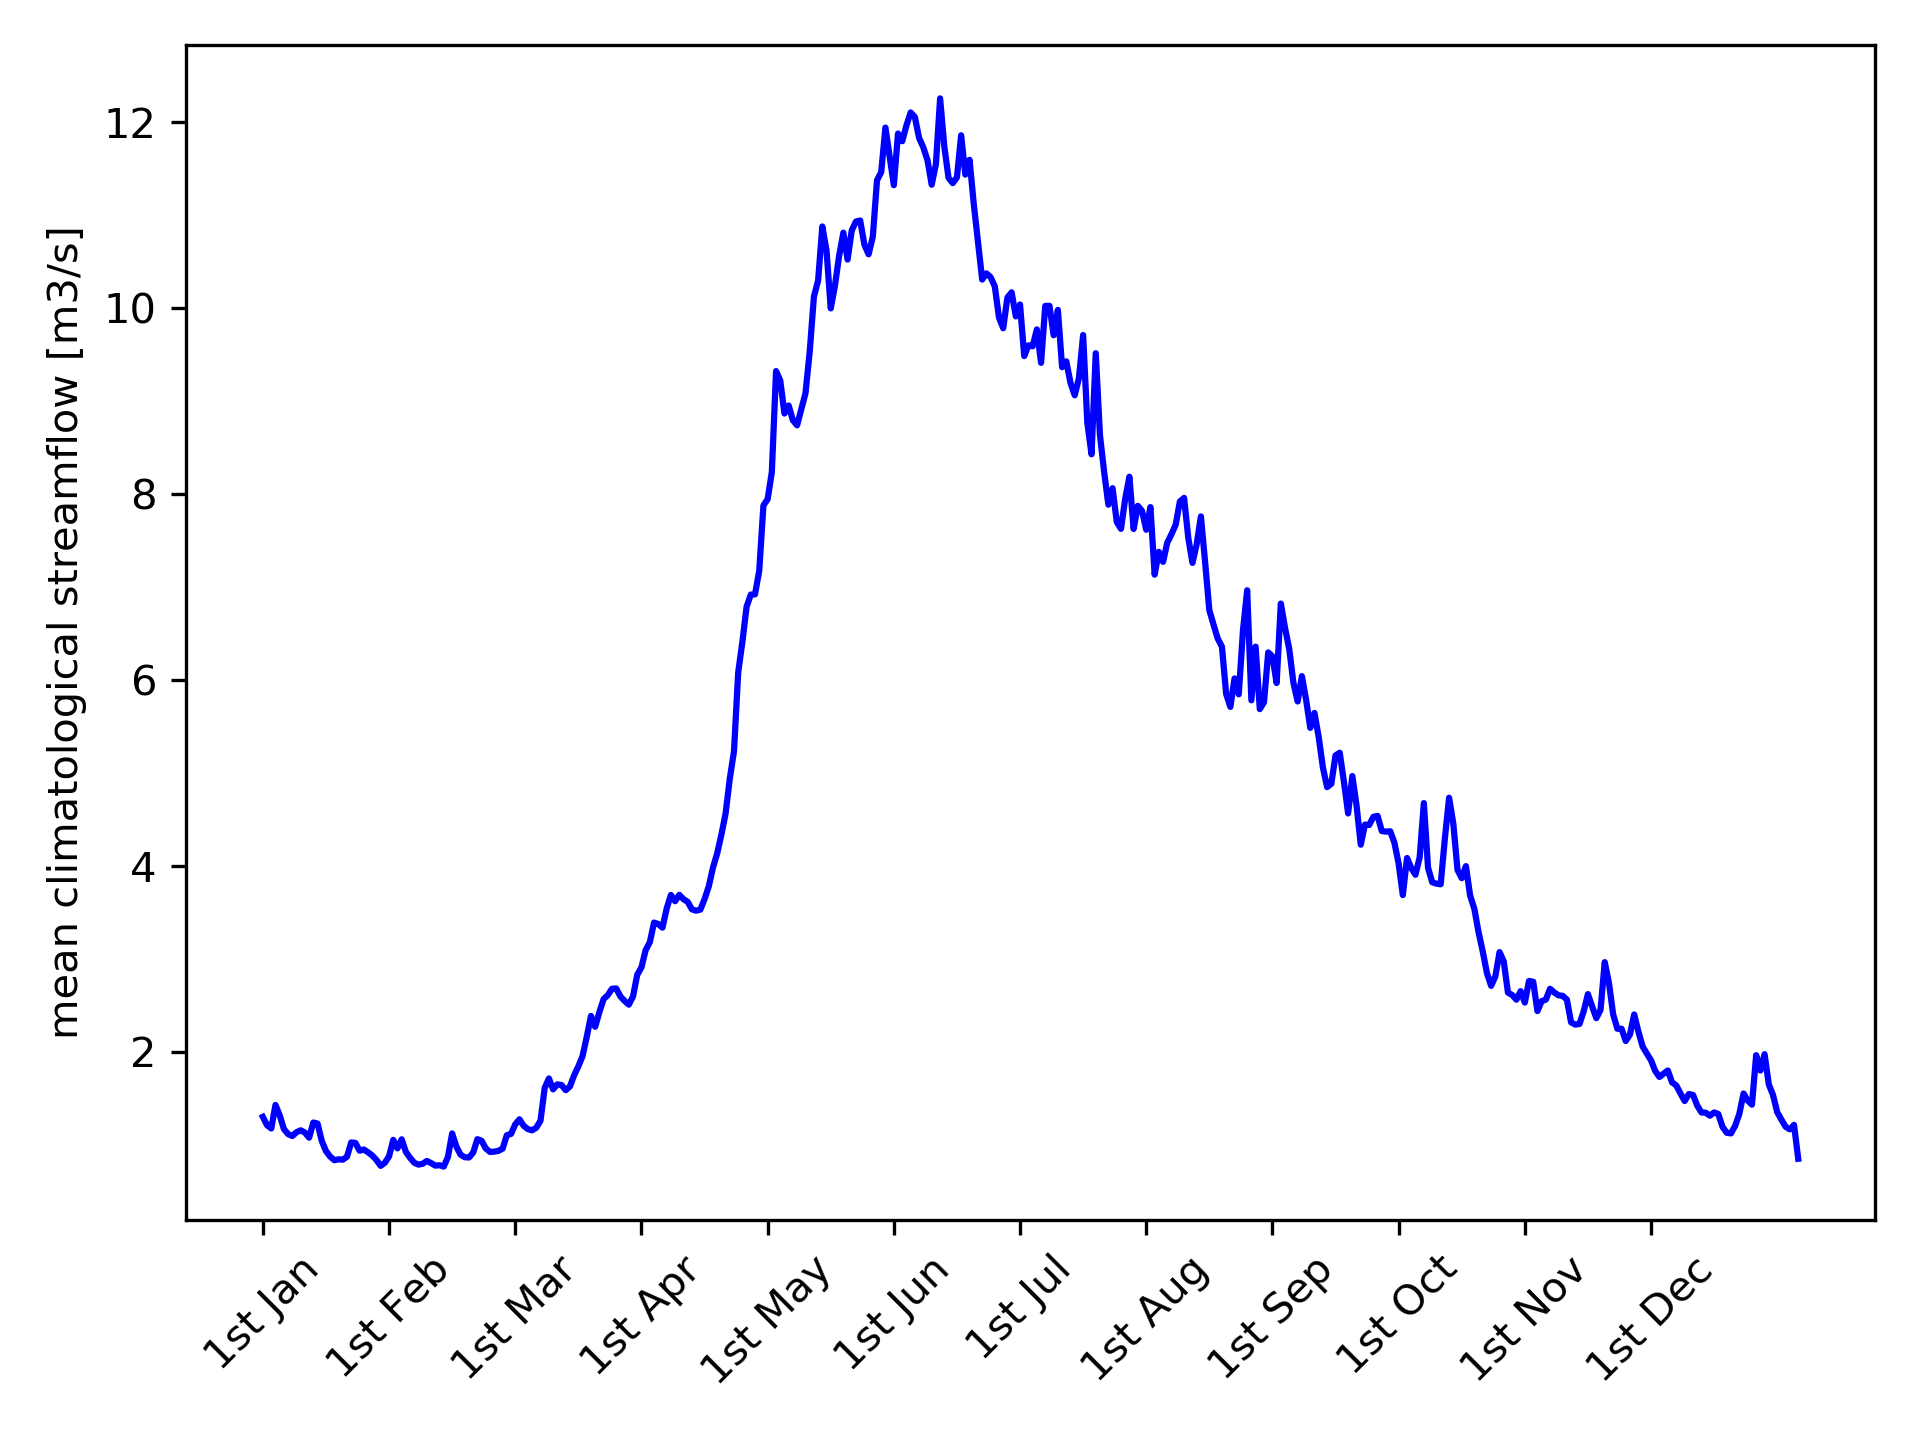 mean climatological streamflow [m3/s]
12
10
8
6
4
2
1st Jan
1st Feb
1st Mar
1st Apr
1st May
1st Jun
1st Jul
1st Aug
1st Sep
1st Oct
1st Nov
1st Dec